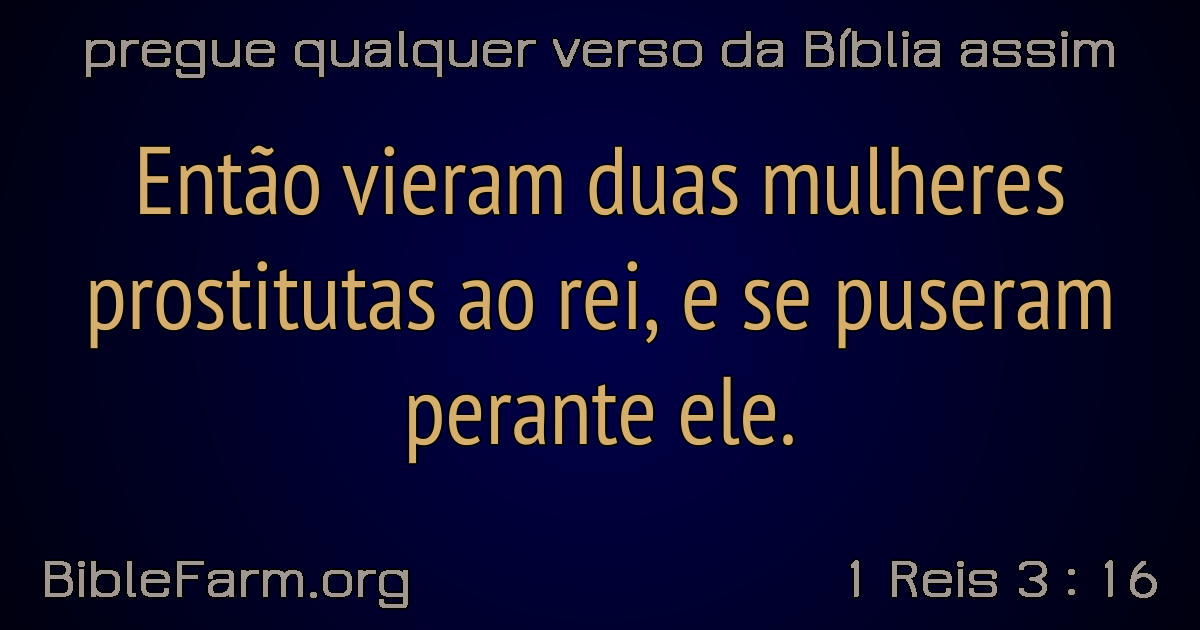 pregue qualquer verso da Bíblia assim
Então vieram duas mulheres
prostitutas ao rei, e se puseram
perante ele.
BibleFarm.org
1 Reis 3 : 16